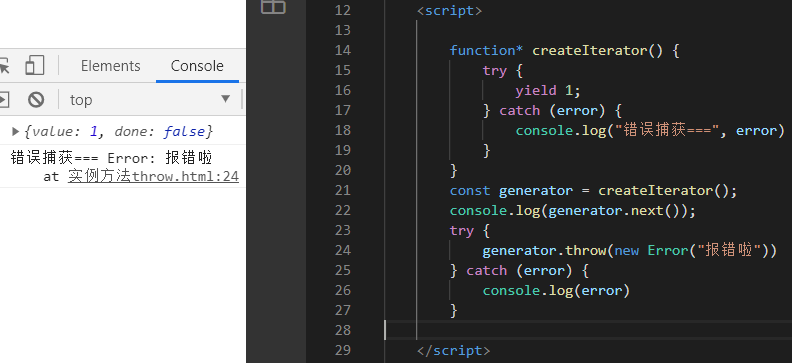 Elements Console
top
{value: 1, done: false}
错误捕获=== Error: 报错啦
at 实例方法throw.html:24
12 <script>
13
14 function* createIterator() {
15 try {
16 yield 1;
17 } catch (error) {
18 console.log("错误捕获===", error)
19 }
20 }
21 const generator = createIterator();
22 console.log(generator.next());
23 try {
24 generator.throw(new Error("报错啦"))
25 } catch (error) {
26 console.log(error)
27 }
28
29 </script>